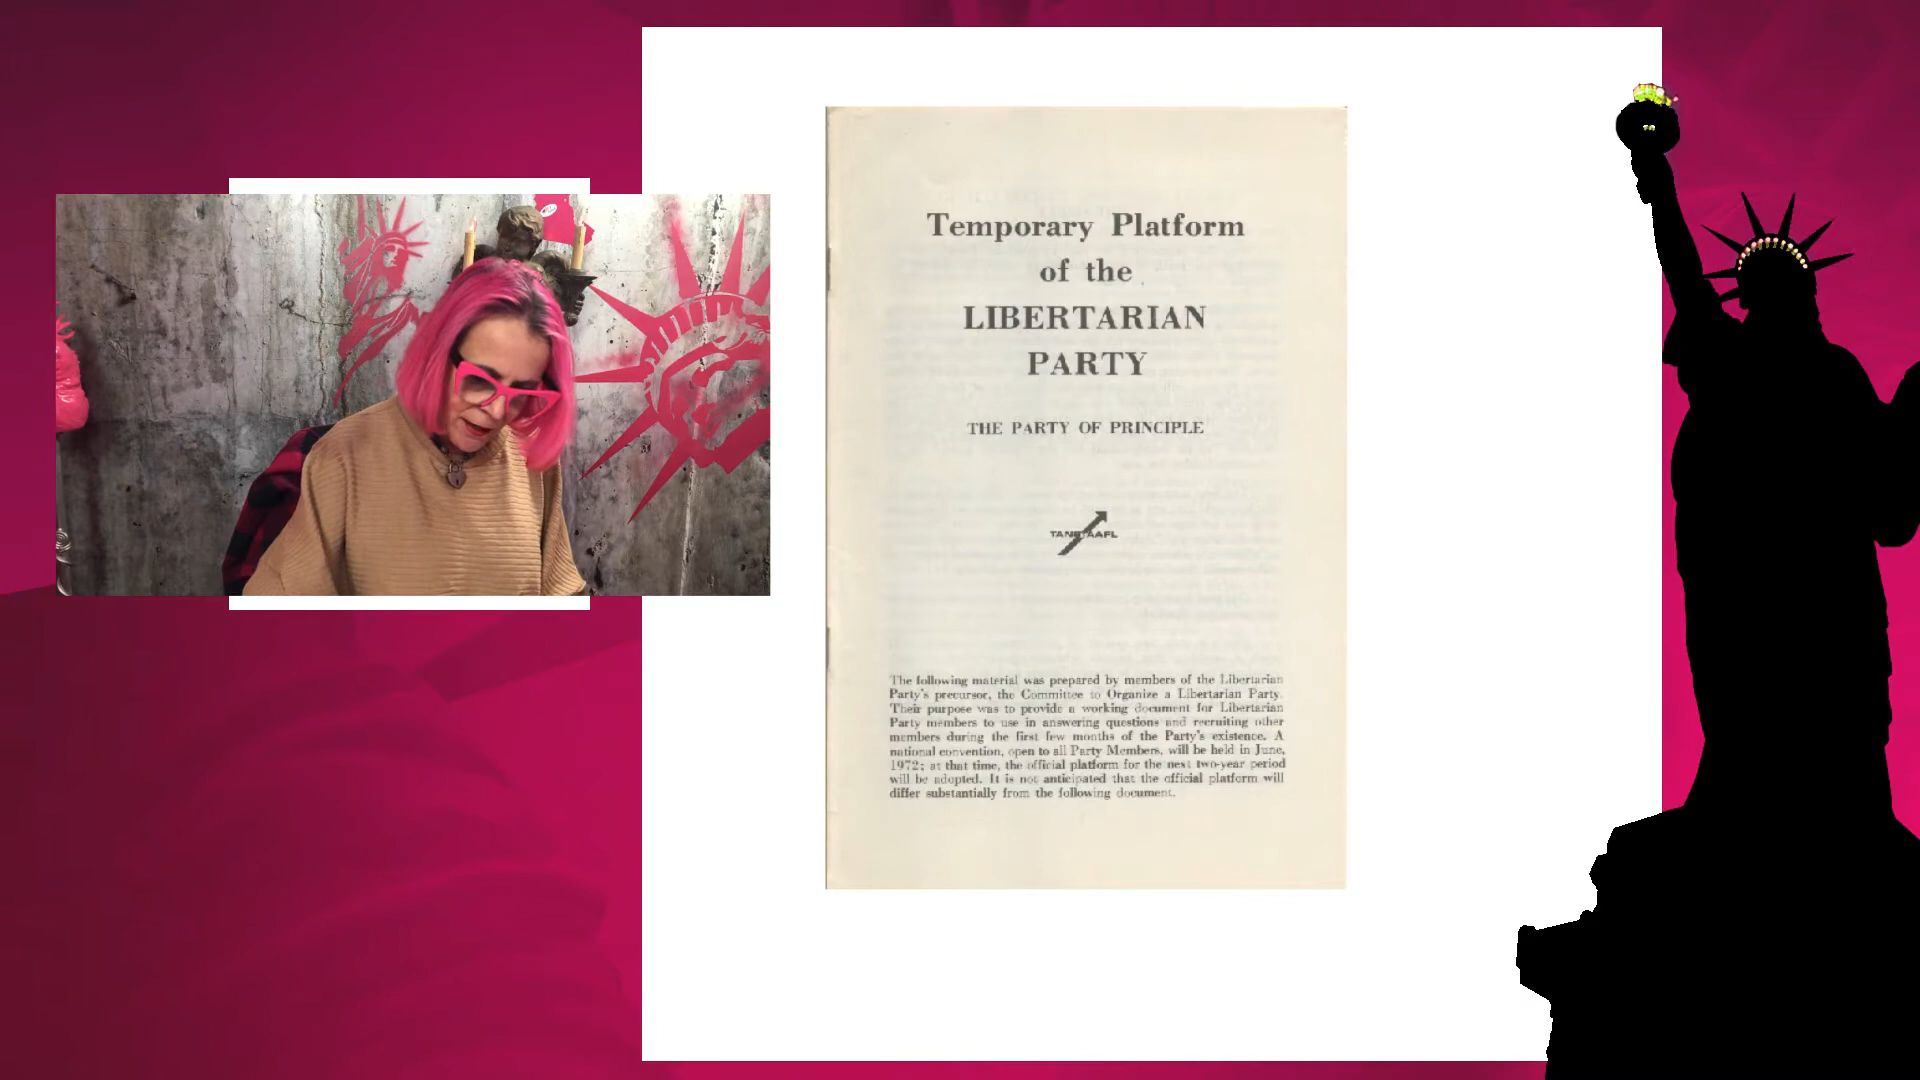 Temporary Platform
of the
LIBERTARIAN
PARTY
THE PARTY OF PRINCIPLE
TANSTAAFL
The following material was prepared by members of the Libertarian
Party's precursor, the Committee to Organize a Libertarian Party.
Their purpose was to provide a working document for Libertarian
Party members to use in answering questions and recruiting other
members during the first few months of the Party's existence. A
national convention, open to all Party Members, will be held in June,
1972; at that time, the official platform for the next two-year period
will be adopted. It is not anticipated that the official platform will
differ substantially from the following document.